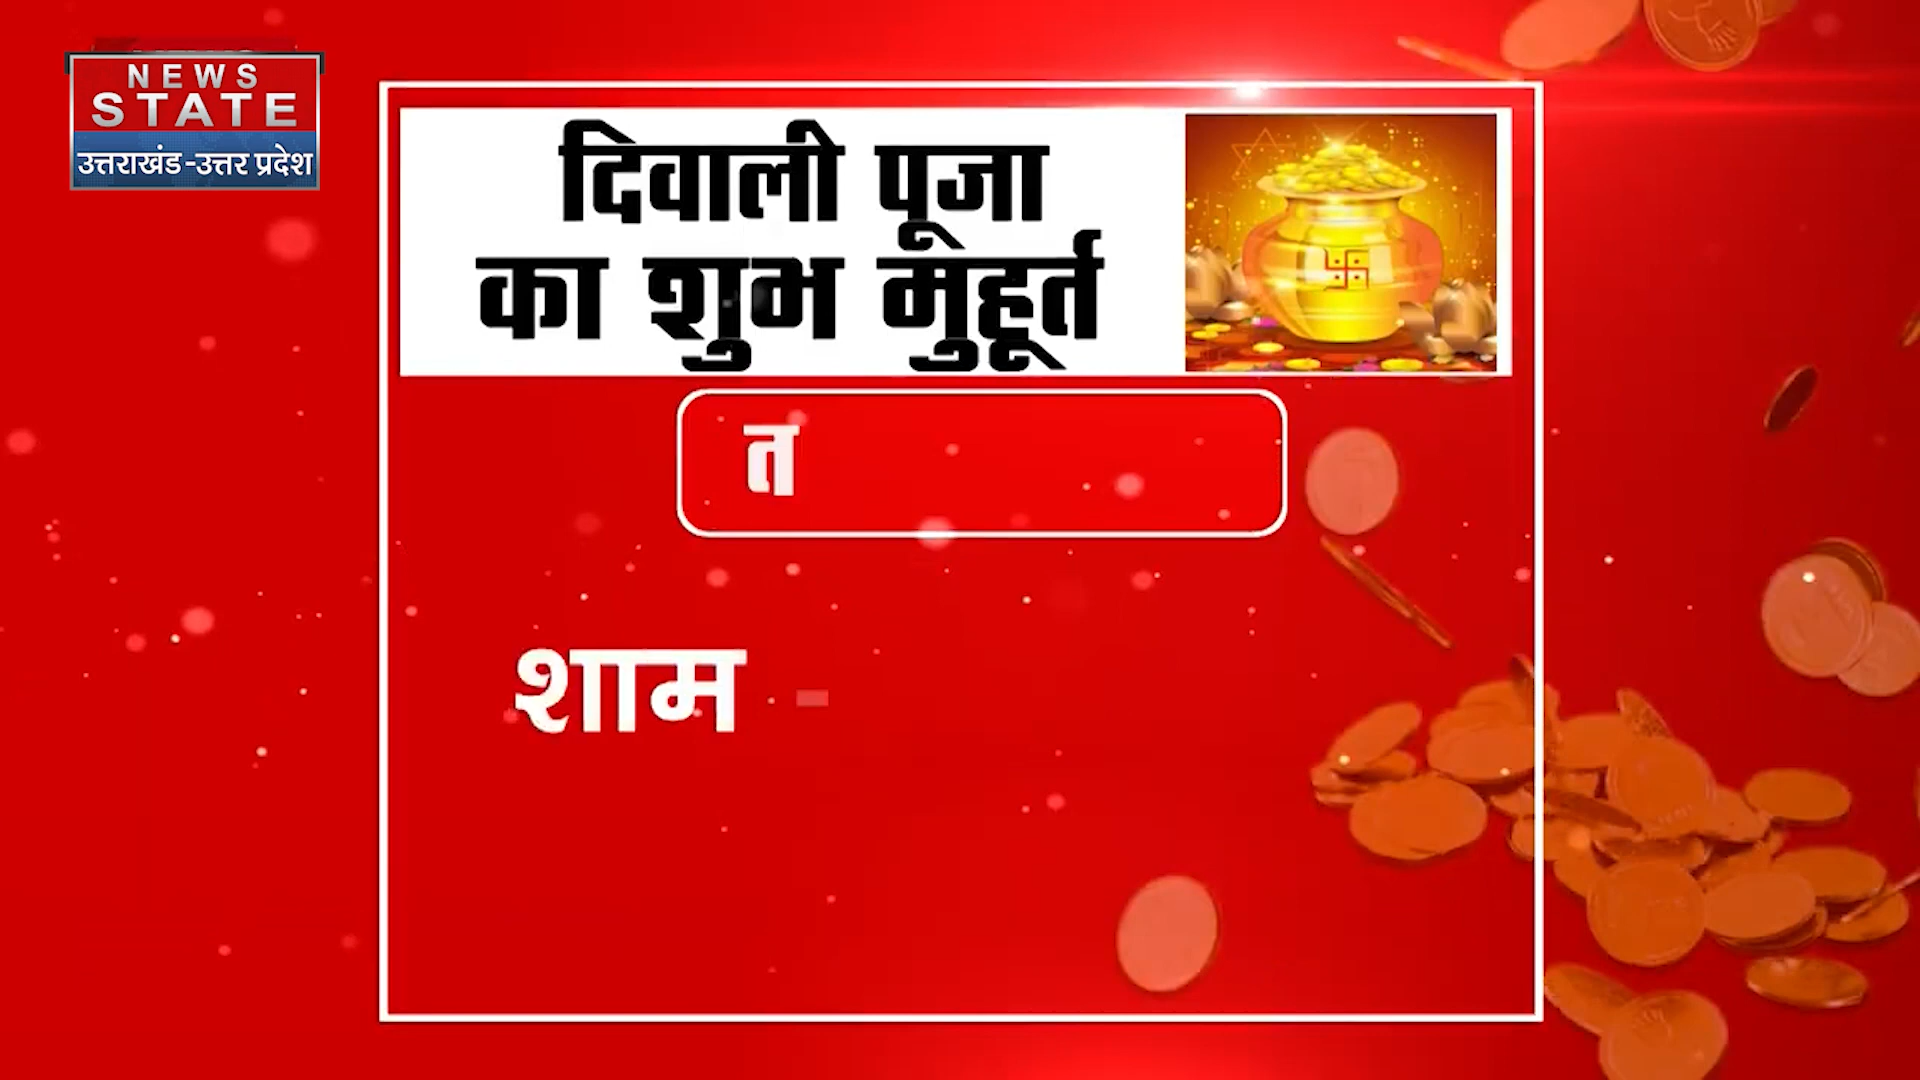 NEWS
STATE
उत्तराखंड-उत्तर प्रदेश
दिवाली पूजा
का शुभ मुहूर्त
त
शाम -